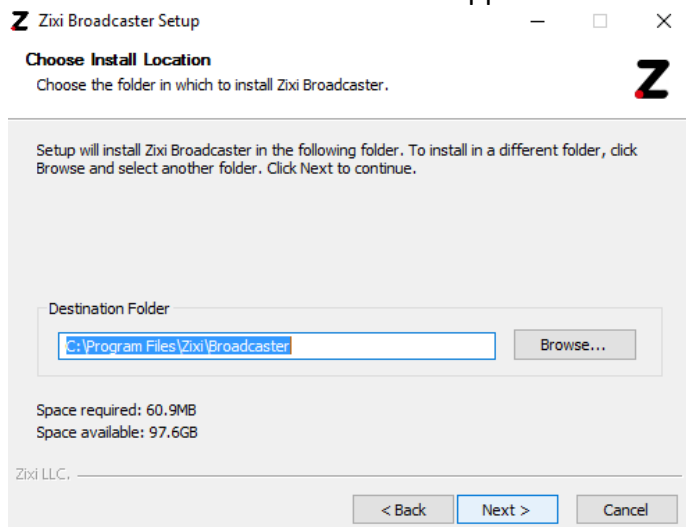 Zixi Broadcaster Setup
Choose Install Location
Choose the folder in which to install Zixi Broadcaster.
Z
Setup will install Zixi Broadcaster in the following folder. To install in a different folder, click
Browse and select another folder. Click Next to continue.
Destination Folder
C:\Program Files\Zixi\Broadcaster
Browse...
Space required: 60.9MB
Space available: 97.6GB
Zixi LLC.
< Back
Next >
Cancel